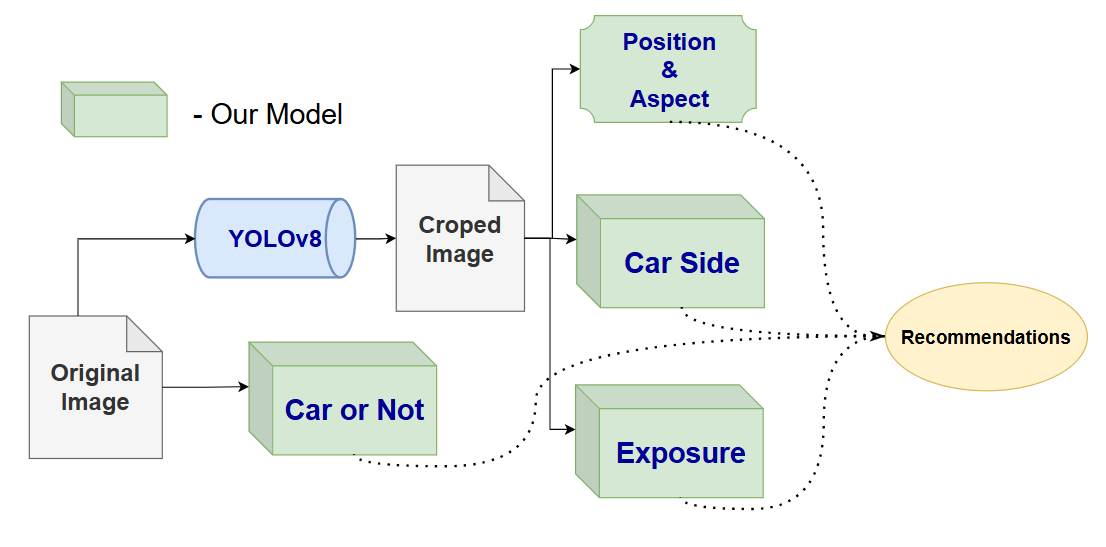 Position
&
Aspect
- Our Model
YOLOv8
Croped
Image
Car Side
Original
Image
Car or Not
Recommendations
Exposure